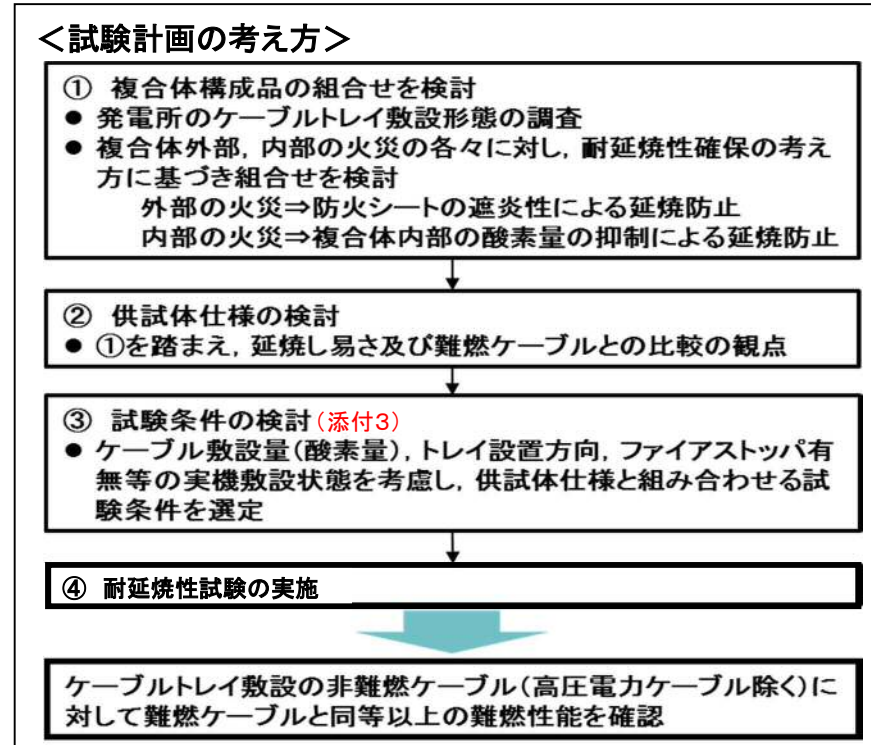 ＜試験計画の考え方＞
① 複合体構成品の組合せを検討
● 発電所のケーブルトレイ敷設形態の調査
● 複合体外部，内部の火災の各々に対し，耐延焼性確保の考え
方に基づき組合せを検討
外部の火災⇒防火シートの遮炎性による延焼防止
内部の火災⇒複合体内部の酸素量の抑制による延焼防止
② 供試体仕様の検討
● ①を踏まえ，延焼し易さ及び難燃ケーブルとの比較の観点
③ 試験条件の検討（添付3）
● ケーブル敷設量（酸素量），トレイ設置方向，ファイアストッパ有
無等の実機敷設状態を考慮し，供試体仕様と組み合わせる試
験条件を選定
④ 耐延焼性試験の実施
ケーブルトレイ敷設の非難燃ケーブル（高圧電力ケーブル除く）に
対して難燃ケーブルと同等以上の難燃性能を確認